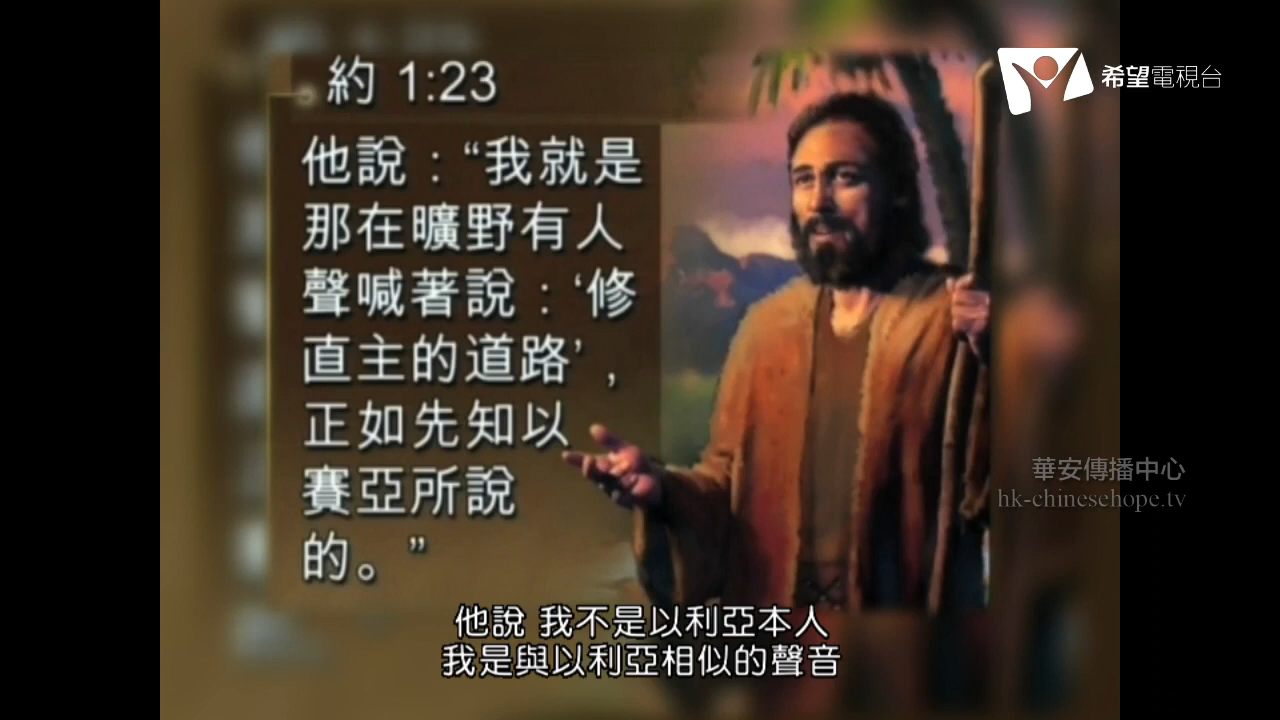 約 1:23
希望電視台
他說：“我就是
那在曠野有人
聲喊著說：‘修
直主的道路’，
正如先知以
賽亞所說
的。”
華安傳播中心
hk-chinesehope.tv
他說 我不是以利亞本人
我是與以利亞相似的聲音